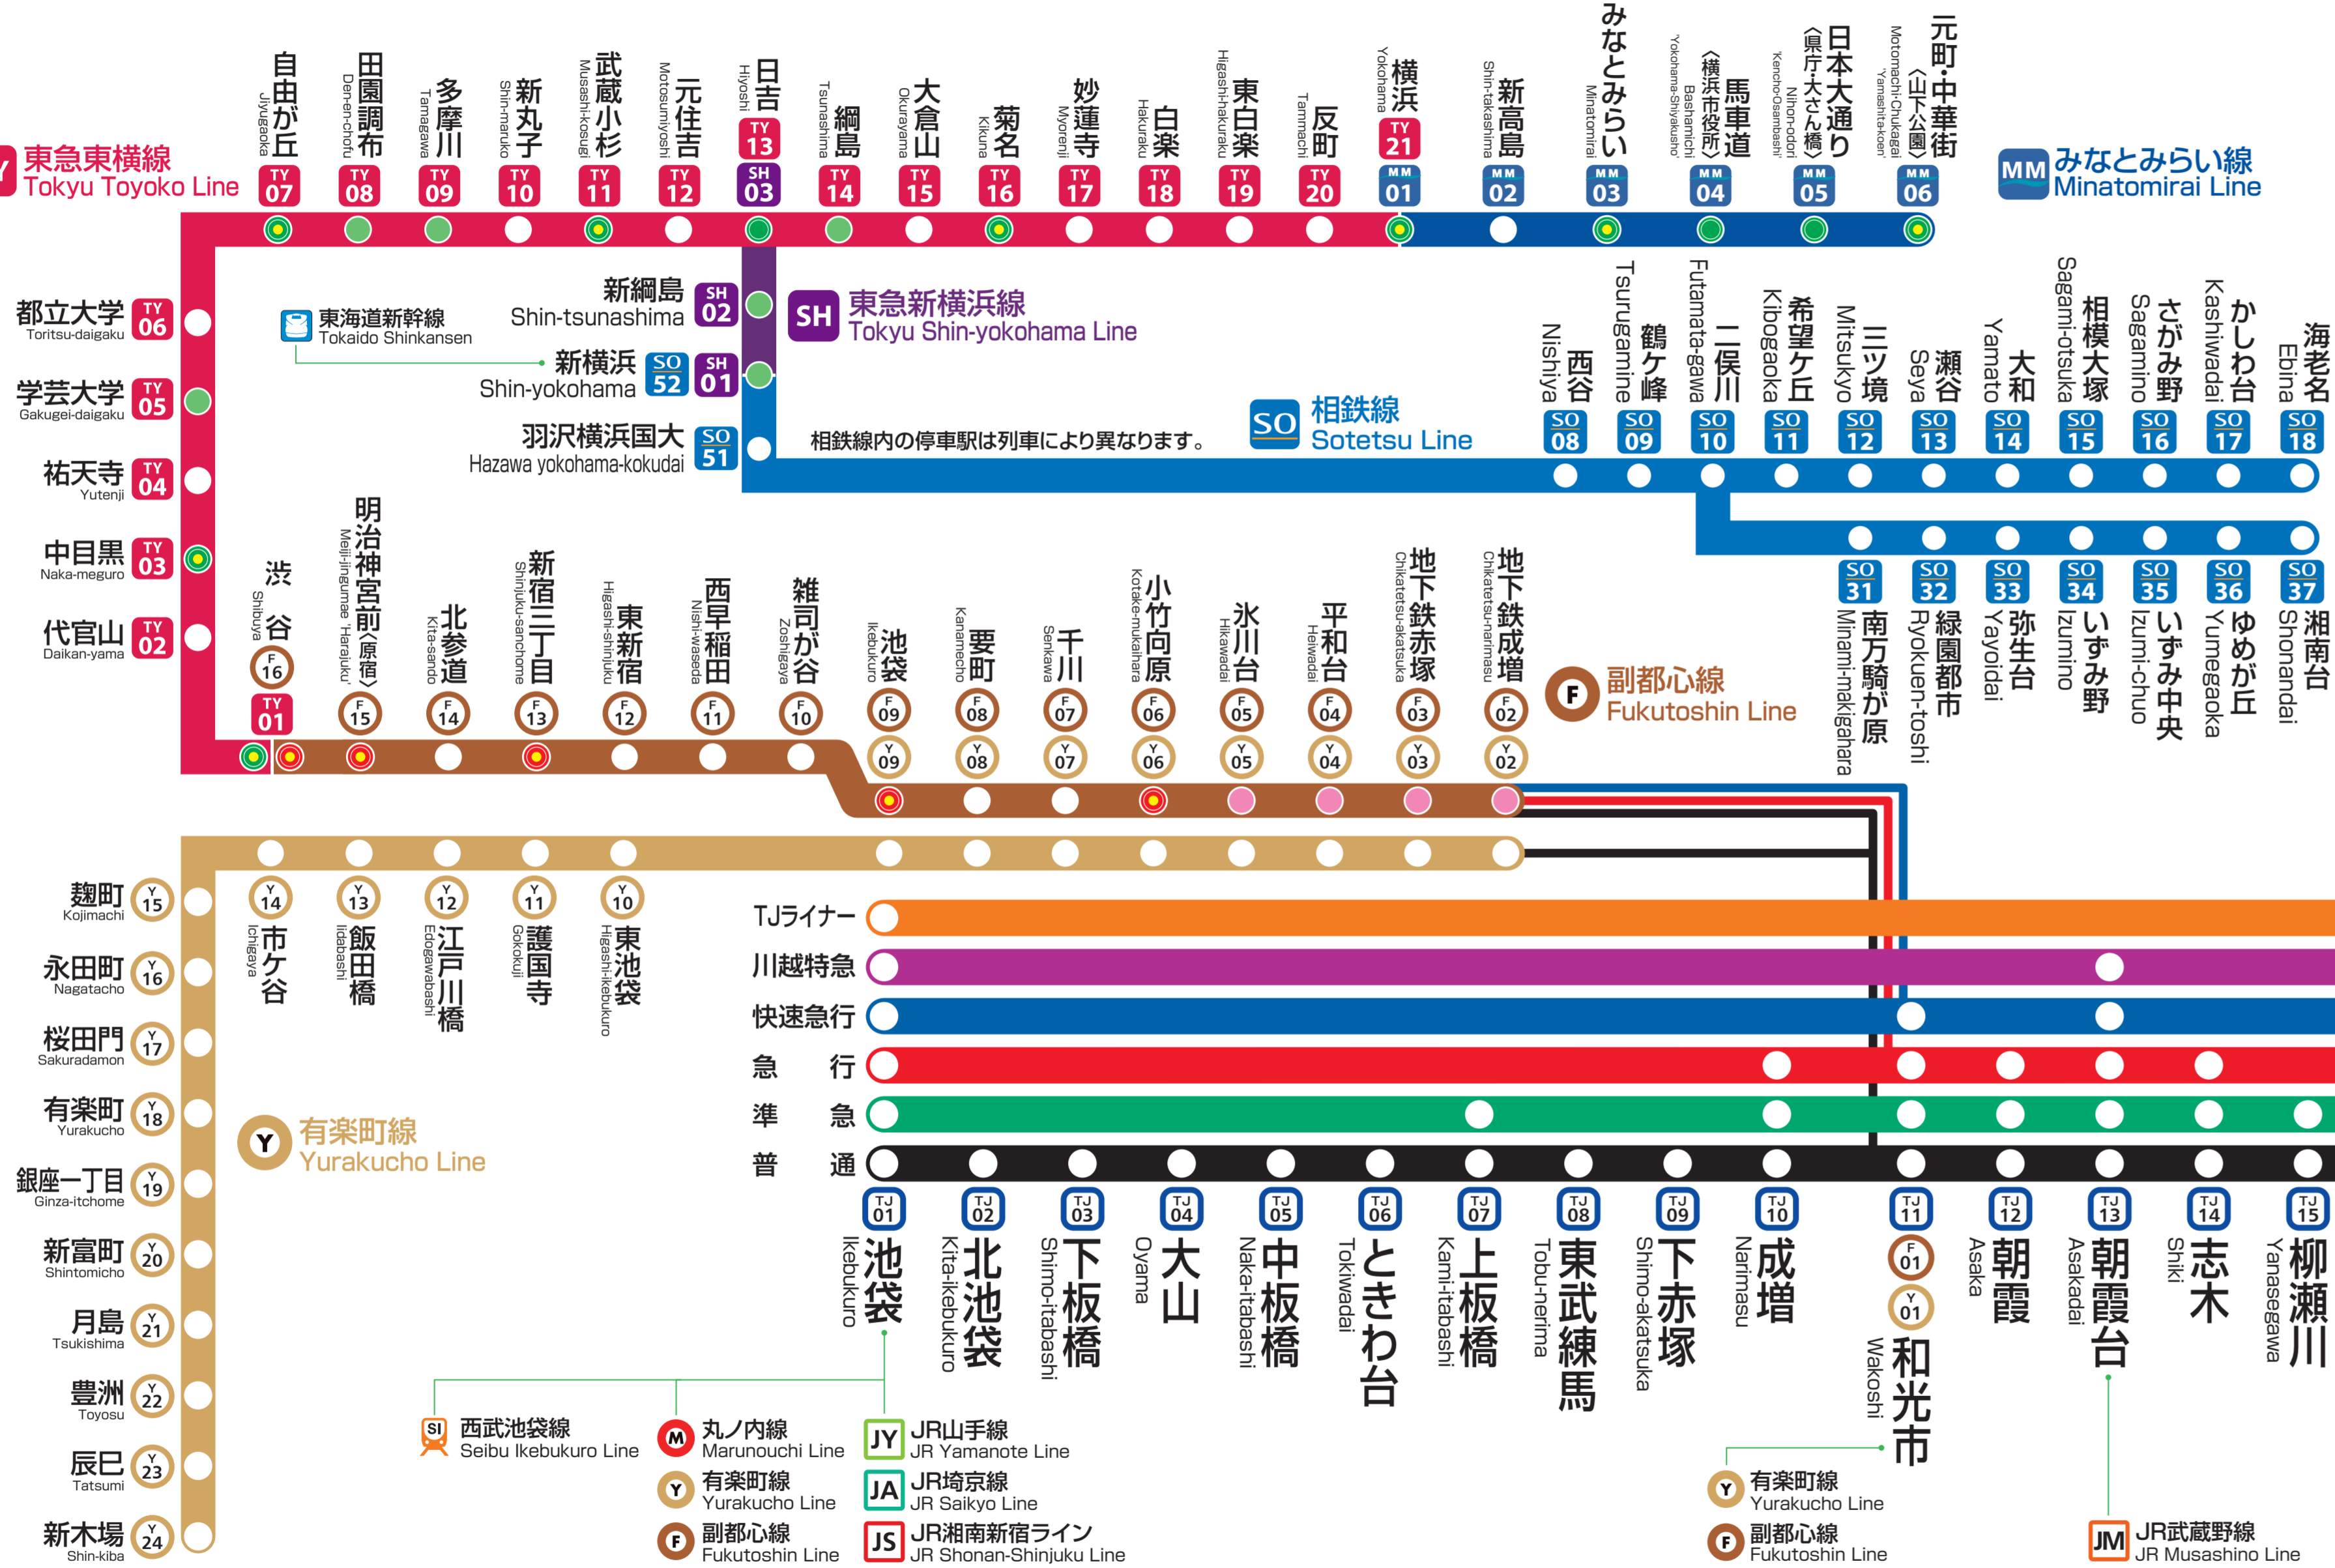 Y 東急東横線
Tokyu Toyoko Line
自由が丘 Jiyugaoka TY 07
田園調布 Den-en-chofu TY 08
多摩川 Tamagawa TY 09
新丸子 Shin-maruko TY 10
武蔵小杉 Musashi-kosugi TY 11
元住吉 Motosumiyoshi TY 12
日吉 Hiyoshi TY 13 SH 03
綱島 Tsunashima TY 14
大倉山 Okurayama TY 15
菊名 Kikuna TY 16
妙蓮寺 Myorenji TY 17
白楽 Hakuraku TY 18
東白楽 Higashi-hakuraku TY 19
反町 Tammachi TY 20
横浜 Yokohama TY 21 MM 01
新高島 Shin-takashima MM 02
みなとみらい Minatomirai MM 03
馬車道 〈横浜市役所〉 Bashamichi 'Yokohama-Shiyakusho' MM 04
日本大通り 〈県庁・大さん橋〉 Nihon-odori 'Kencho・Osambashi' MM 05
元町・中華街 〈山下公園〉 Motomachi-Chukagai 'Yamashita-koen' MM 06
MM みなとみらい線
Minatomirai Line
都立大学 Toritsu-daigaku TY 06
学芸大学 Gakugei-daigaku TY 05
祐天寺 Yutenji TY 04
中目黒 Naka-meguro TY 03
代官山 Daikan-yama TY 02
東海道新幹線
Tokaido Shinkansen
新綱島 Shin-tsunashima SH 02
新横浜 Shin-yokohama SO 52 SH 01
羽沢横浜国大 Hazawa yokohama-kokudai SO 51
SH 東急新横浜線
Tokyu Shin-yokohama Line
相鉄線内の停車駅は列車により異なります。
SO 相鉄線
Sotetsu Line
西谷 Nishiya SO 08
鶴ケ峰 Tsurugamine SO 09
二俣川 Futamata-gawa SO 10
希望ケ丘 Kibogaoka SO 11
三ツ境 Mitsukyo SO 12
瀬谷 Seya SO 13
大和 Yamato SO 14
相模大塚 Sagami-otsuka SO 15
さがみ野 Sagamino SO 16
かしわ台 Kashiwadai SO 17
海老名 Ebina SO 18
SO 31 南万騎が原 Minami-makigahara
SO 32 緑園都市 Ryokuen-toshi
SO 33 弥生台 Yayoidai
SO 34 いずみ野 Izumino
SO 35 いずみ中央 Izumi-chuo
SO 36 ゆめが丘 Yumegaoka
SO 37 湘南台 Shonandai
渋谷 Shibuya F 16 TY 01
明治神宮前〈原宿〉 Meiji-jingumae 'Harajuku' F 15
北参道 Kita-sando F 14
新宿三丁目 Shinjuku-sanchome F 13
東新宿 Higashi-shinjuku F 12
西早稲田 Nishi-waseda F 11
雑司が谷 Zoshigaya F 10
池袋 Ikebukuro F 09 Y 09
要町 Kanamecho F 08 Y 08
千川 Senkawa F 07 Y 07
小竹向原 Kotake-mukaihara F 06 Y 06
氷川台 Hikawadai F 05 Y 05
平和台 Heiwadai F 04 Y 04
地下鉄赤塚 Chikatetsu-akatsuka F 03 Y 03
地下鉄成増 Chikatetsu-narimasu F 02 Y 02
F 副都心線
Fukutoshin Line
Y 14 市ケ谷 Ichigaya
Y 13 飯田橋 Iidabashi
Y 12 江戸川橋 Edogawabashi
Y 11 護国寺 Gokokuji
Y 10 東池袋 Higashi-ikebukuro
麹町 Kojimachi Y 15
永田町 Nagatacho Y 16
桜田門 Sakuradamon Y 17
有楽町 Yurakucho Y 18
銀座一丁目 Ginza-itchome Y 19
新富町 Shintomicho Y 20
月島 Tsukishima Y 21
豊洲 Toyosu Y 22
辰巳 Tatsumi Y 23
新木場 Shin-kiba Y 24
Y 有楽町線
Yurakucho Line
TJライナー
川越特急
快速急行
急行
準急
普通
TJ 01 池袋 Ikebukuro
TJ 02 北池袋 Kita-ikebukuro
TJ 03 下板橋 Shimo-itabashi
TJ 04 大山 Oyama
TJ 05 中板橋 Naka-itabashi
TJ 06 ときわ台 Tokiwadai
TJ 07 上板橋 Kami-itabashi
TJ 08 東武練馬 Tobu-nerima
TJ 09 下赤塚 Shimo-akatsuka
TJ 10 成増 Narimasu
TJ 11 F 01 Y 01 和光市 Wakoshi
TJ 12 朝霞 Asaka
TJ 13 朝霞台 Asakadai
TJ 14 志木 Shiki
TJ 15 柳瀬川 Yanasegawa
SI 西武池袋線
Seibu Ikebukuro Line
M 丸ノ内線
Marunouchi Line
Y 有楽町線
Yurakucho Line
F 副都心線
Fukutoshin Line
JY JR山手線
JR Yamanote Line
JA JR埼京線
JR Saikyo Line
JS JR湘南新宿ライン
JR Shonan-Shinjuku Line
Y 有楽町線
Yurakucho Line
F 副都心線
Fukutoshin Line
JM JR武蔵野線
JR Musashino Line